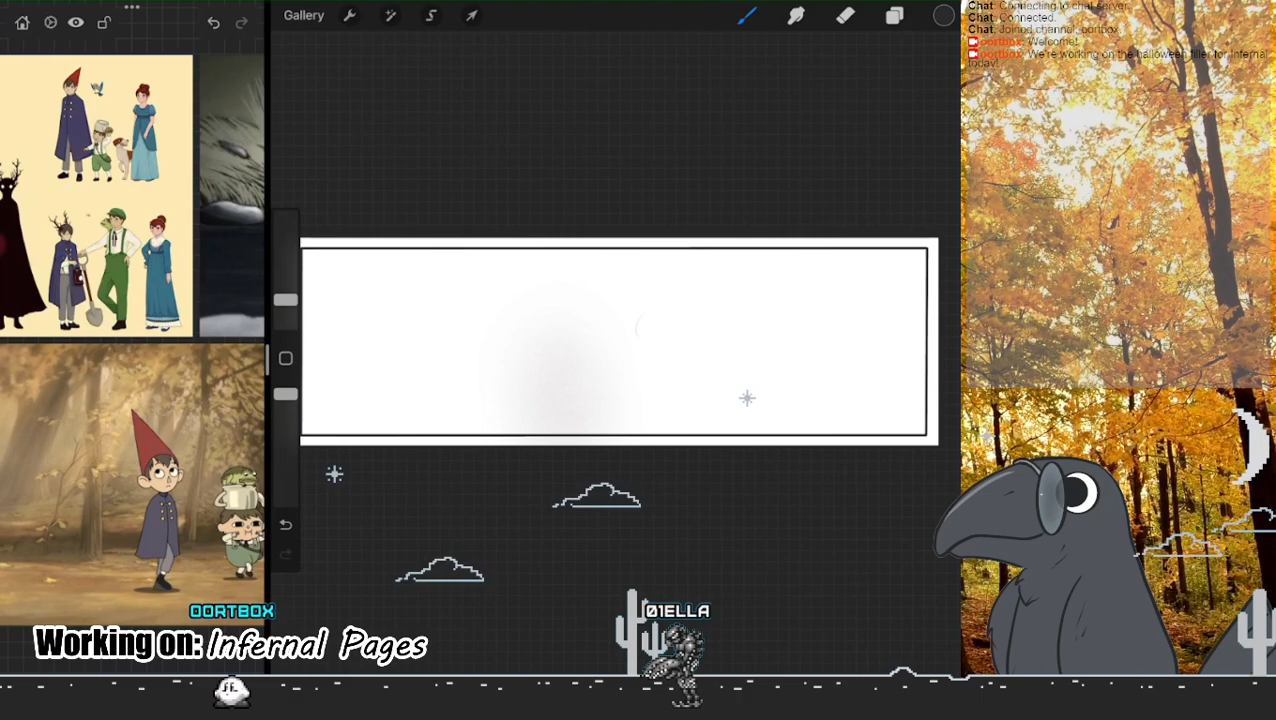 Gallery
Chat: Connecting to chat server.
Chat: Connected.
Chat: Joined channel: oortbox.
oortbox: Welcome!
oortbox: We're working on the halloween filler for Infernal
today!
OORTBOX
01ELLA
Working on: Infernal Pages